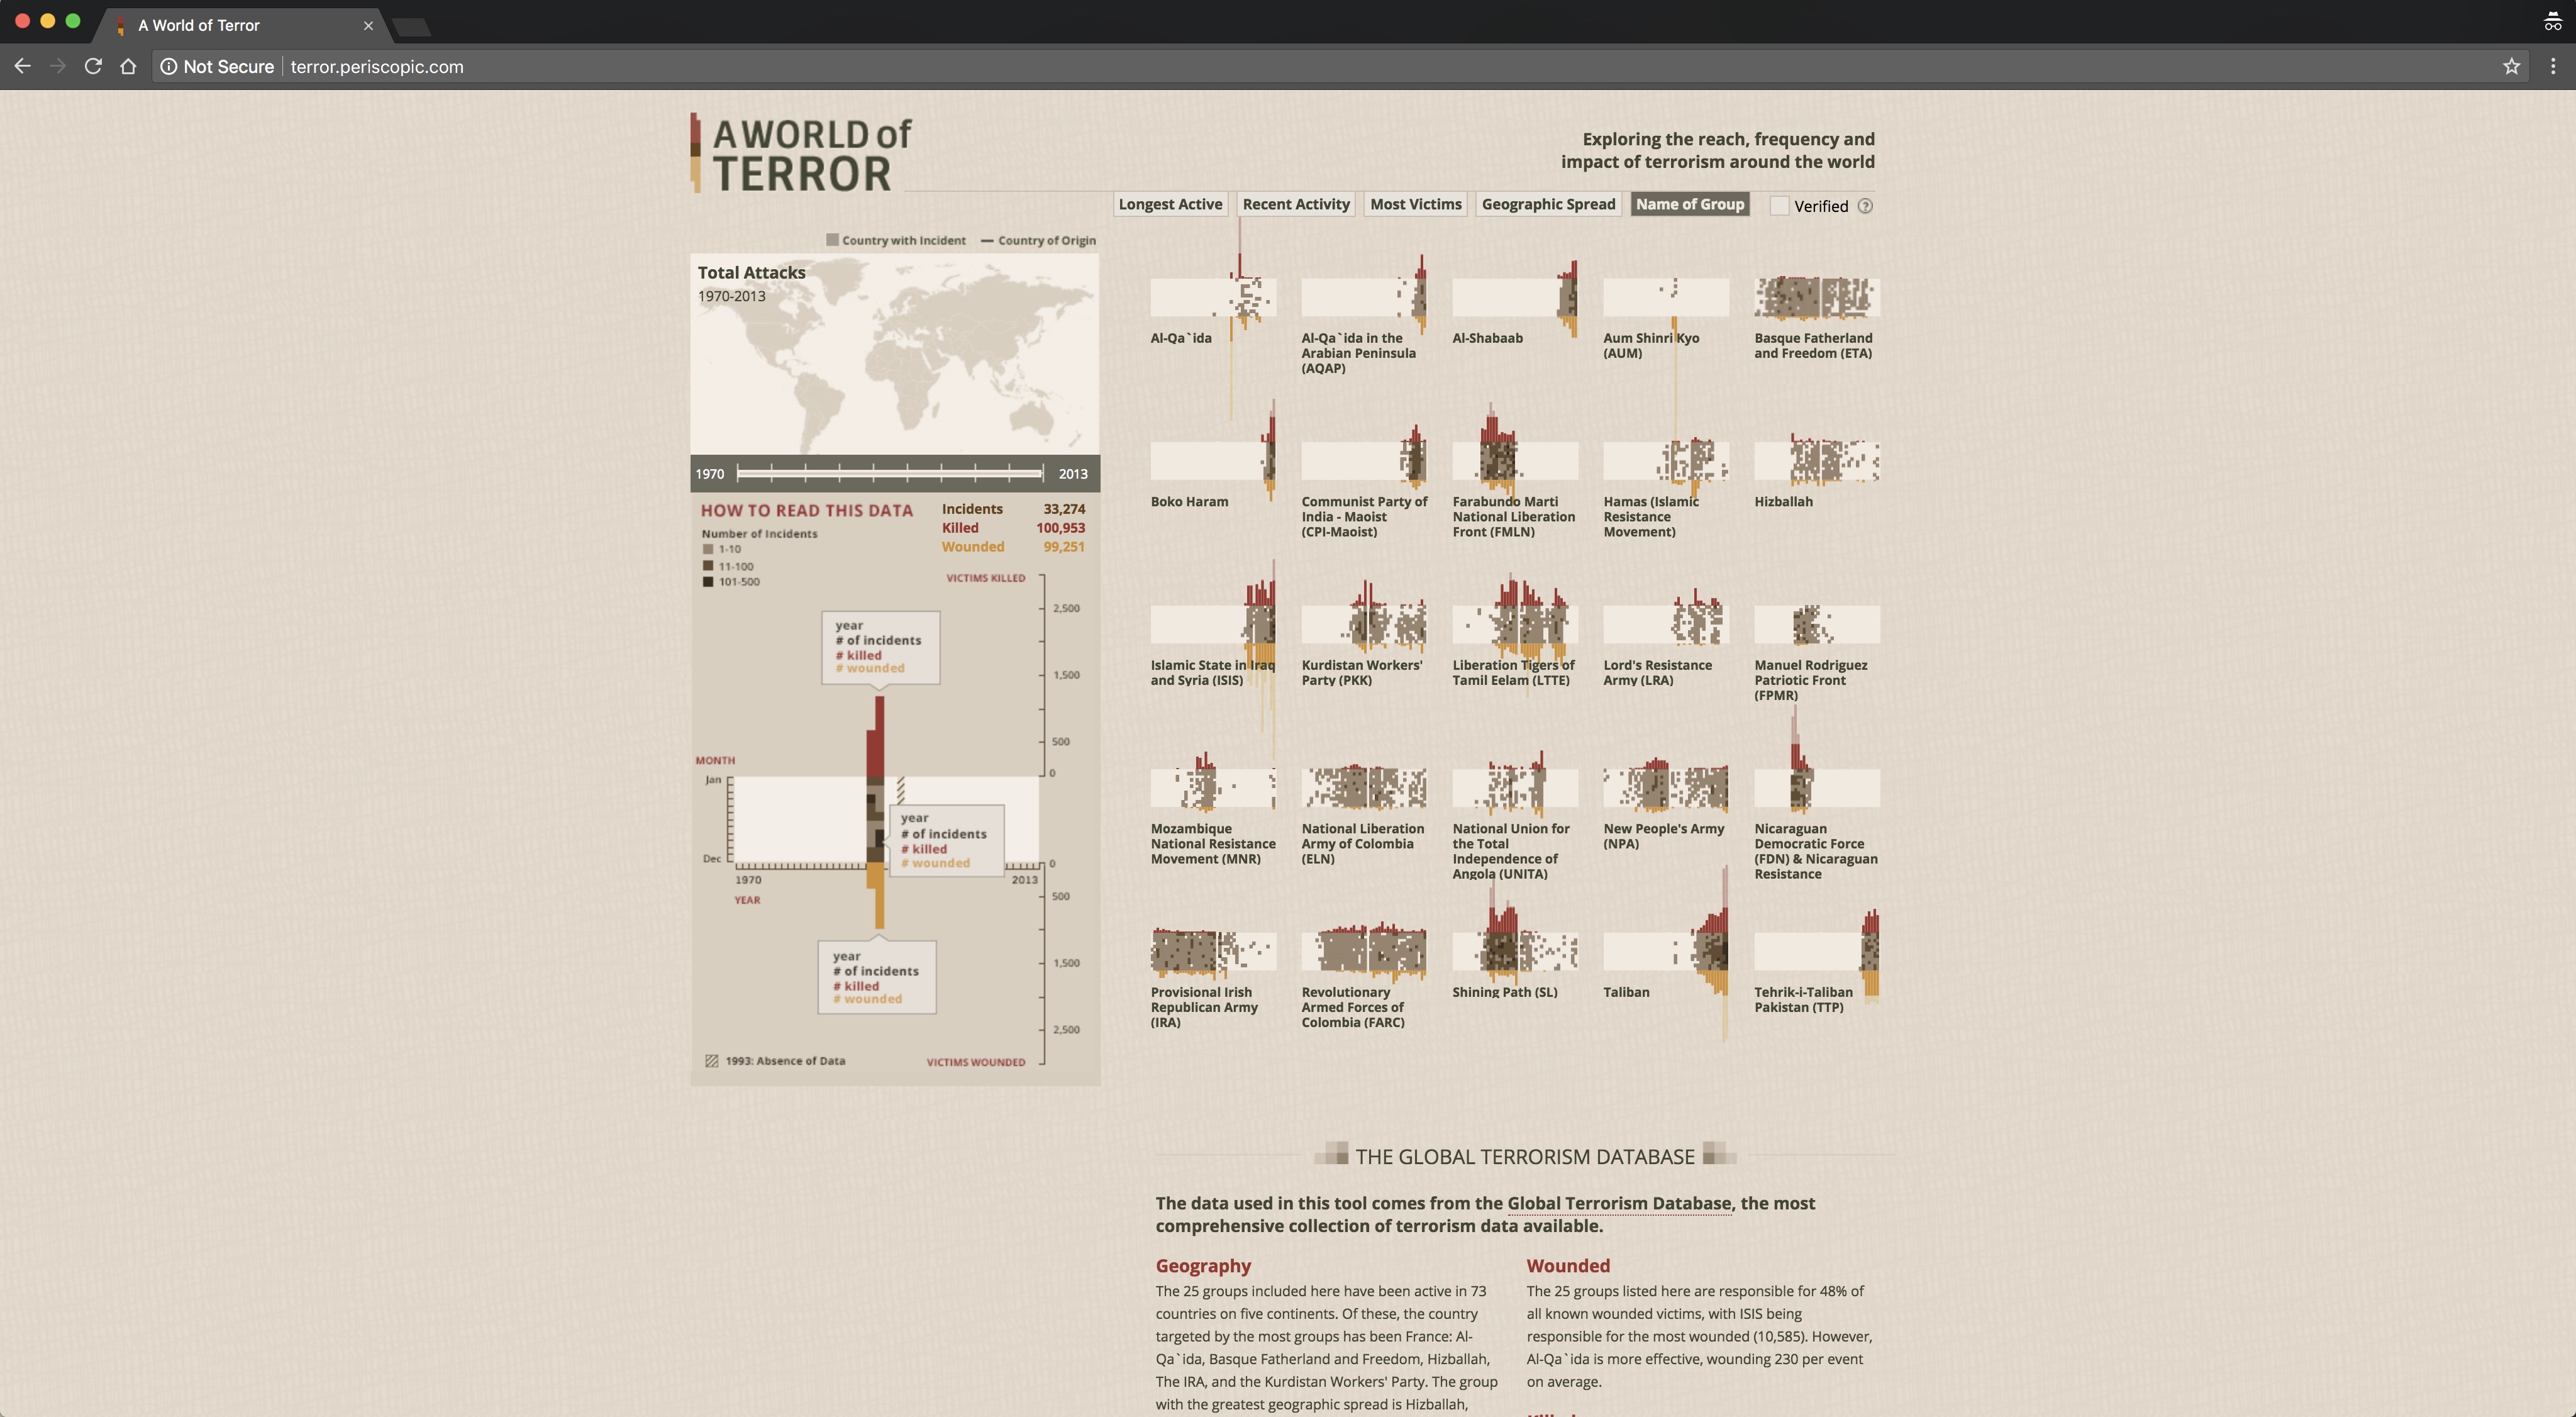 A World of Terror
Not Secure
terror.periscopic.com
A WORLD of
TERROR
Exploring the reach, frequency and
impact of terrorism around the world
Longest Active
Recent Activity
Most Victims
Geographic Spread
Name of Group
Verified ?
Country with Incident
Country of Origin
Total Attacks
1970-2013
1970
2013
HOW TO READ THIS DATA
Number of Incidents
1-10
11-100
101-500
Incidents 33,274
Killed 100,953
Wounded 99,251
VICTIMS KILLED
2,500
1,500
500
0
year
# of incidents
# killed
# wounded
MONTH
Jan
Dec
1970
YEAR
year
# of incidents
# killed
# wounded
2013
0
500
1,500
2,500
year
# of incidents
# killed
# wounded
1993: Absence of Data
VICTIMS WOUNDED
Al-Qa`ida
Al-Qa`ida in the
Arabian Peninsula
(AQAP)
Al-Shabaab
Aum Shinri Kyo
(AUM)
Basque Fatherland
and Freedom (ETA)
Boko Haram
Communist Party of
India - Maoist
(CPI-Maoist)
Farabundo Marti
National Liberation
Front (FMLN)
Hamas (Islamic
Resistance
Movement)
Hizballah
Islamic State in Iraq
and Syria (ISIS)
Kurdistan Workers'
Party (PKK)
Liberation Tigers of
Tamil Eelam (LTTE)
Lord's Resistance
Army (LRA)
Manuel Rodriguez
Patriotic Front
(FPMR)
Mozambique
National Resistance
Movement (MNR)
National Liberation
Army of Colombia
(ELN)
National Union for
the Total
Independence of
Angola (UNITA)
New People's Army
(NPA)
Nicaraguan
Democratic Force
(FDN) & Nicaraguan
Resistance
Provisional Irish
Republican Army
(IRA)
Revolutionary
Armed Forces of
Colombia (FARC)
Shining Path (SL)
Taliban
Tehrik-i-Taliban
Pakistan (TTP)
THE GLOBAL TERRORISM DATABASE
The data used in this tool comes from the Global Terrorism Database, the most
comprehensive collection of terrorism data available.
Geography
The 25 groups included here have been active in 73
countries on five continents. Of these, the country
targeted by the most groups has been France: Al-
Qa`ida, Basque Fatherland and Freedom, Hizballah,
The IRA, and the Kurdistan Workers' Party. The group
with the greatest geographic spread is Hizballah,
Wounded
The 25 groups listed here are responsible for 48% of
all known wounded victims, with ISIS being
responsible for the most wounded (10,585). However,
Al-Qa`ida is more effective, wounding 230 per event
on average.